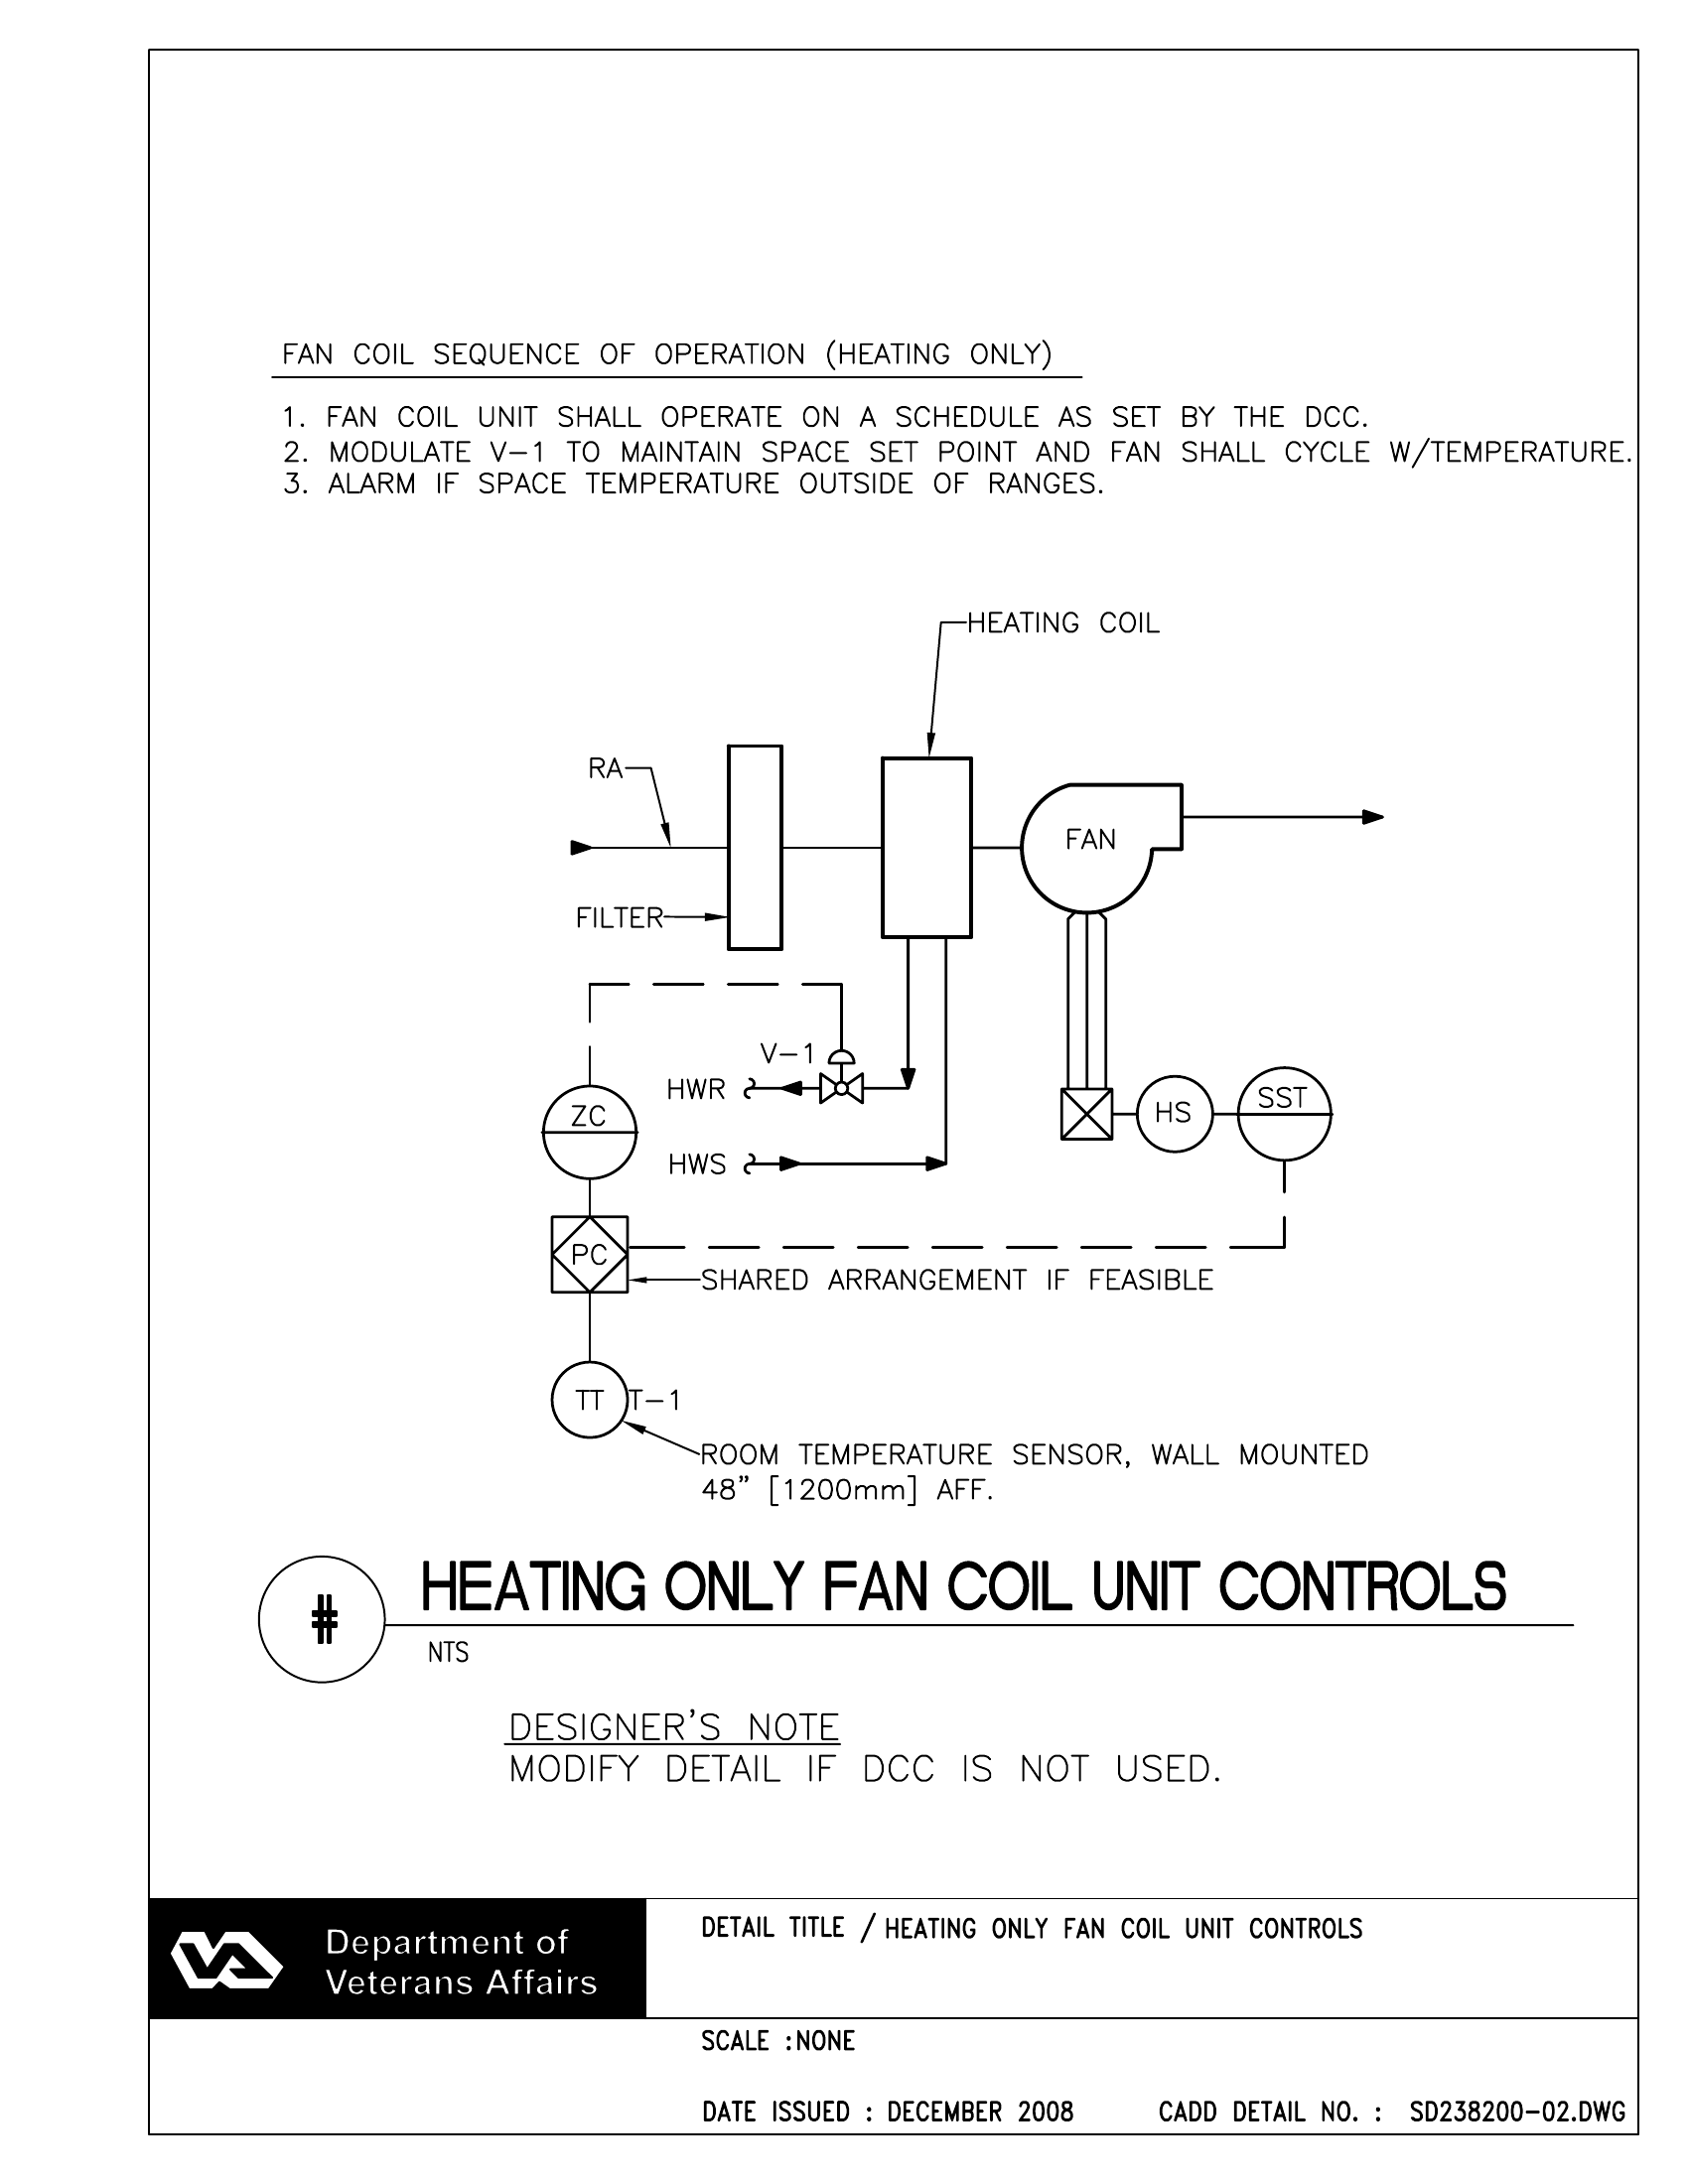 FAN COIL SEQUENCE OF OPERATION (HEATING ONLY)
1. FAN COIL UNIT SHALL OPERATE ON A SCHEDULE AS SET BY THE DCC.
2. MODULATE V-1 TO MAINTAIN SPACE SET POINT AND FAN SHALL CYCLE W/TEMPERATURE.
3. ALARM IF SPACE TEMPERATURE OUTSIDE OF RANGES.
HEATING COIL
RA
FAN
FILTER
V-1
HWR
ZC
HS
SST
HWS
PC
SHARED ARRANGEMENT IF FEASIBLE
TT T-1
ROOM TEMPERATURE SENSOR, WALL MOUNTED
48" [1200mm] AFF.
# HEATING ONLY FAN COIL UNIT CONTROLS
NTS
DESIGNER'S NOTE
MODIFY DETAIL IF DCC IS NOT USED.
Department of
Veterans Affairs
DETAIL TITLE / HEATING ONLY FAN COIL UNIT CONTROLS
SCALE :NONE
DATE ISSUED : DECEMBER 2008 CADD DETAIL NO. : SD238200-02.DWG